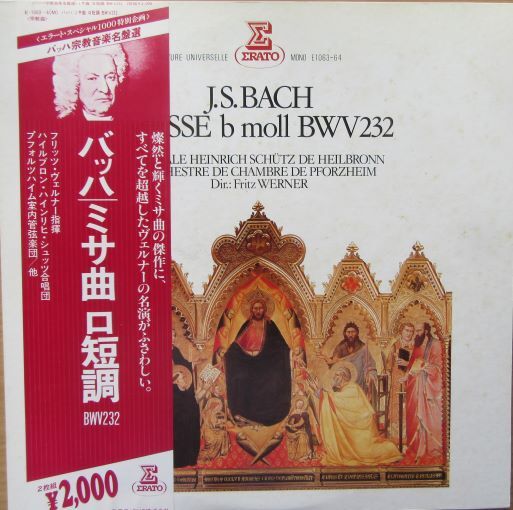 <エラート・スペシャル1000特別企画>
バッハ宗教音楽名盤選
ERATO
TURE UNIVERSELLE
MONO E1063-64
J.S.BACH
SSE b moll BWV232
ALE HEINRICH SCHÜTZ DE HEILBRONN
HESTRE DE CHAMBRE DE PFORZHEIM
Dir.: Fritz WERNER
燦然と輝くミサ曲の傑作に、
すべてを超越したヴェルナーの名演がふさわしい。
バッハ/ミサ曲 ロ短調
BWV232
フリッツ・ヴェルナー指揮
ハイルブロン・ハインリヒ・シュッツ合唱団
プフォルツハイム室内管弦楽団/他
2枚組
¥2,000
ERATO